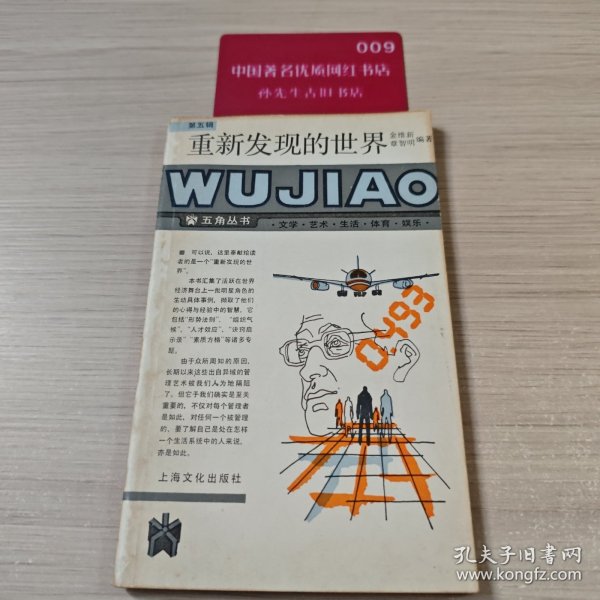 009
中国著名优质网红书店
孙先生古旧书店
第五辑
重新发现的世界
金维新
章智明
编著
WUJIAO
五角丛书
·文学·艺术·生活·体育·娱乐·
■ 可以说,这里奉献给读
者的是一个“重新发现的世
界”。
本书汇集了活跃在世界
经济舞台上一批明星角色的
生动具体事例,撷取了他们
的心得与经验中的智慧。它
包括“形势法则”、“组织气
候”、“人才效应”、“诀窍启
示录”“素质方格”等诸多专
题。
由于众所周知的原因,
长期以来这些出自异域的管
理艺术被我们人为地隔阻
了。但它于我们确实是至关
重要的,不仅对每个管理者
是如此,对任何一个被管理
的、要了解自己是处在怎样
一个生活系统中的人来说,
亦是如此。
0.493
上海文化出版社
孔夫子旧书网
www.kongfz.com